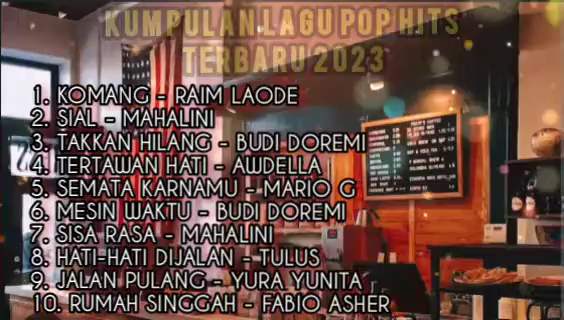 KUMPULAN LAGU POP HITS
TERBARU 2023
1. KOMANG - RAIM LAODE
2. SIAL - MAHALINI
3. TAKKAN HILANG - BUDI DOREMI
4. TERTAWAN HATI - AWDELLA
5. SEMATA KARNAMU - MARIO G
6. MESIN WAKTU - BUDI DOREMI
7. SISA RASA - MAHALINI
8. HATI-HATI DIJALAN - TULUS
9. JALAN PULANG - YURA YUNITA
10. RUMAH SINGGAH - FABIO ASHER